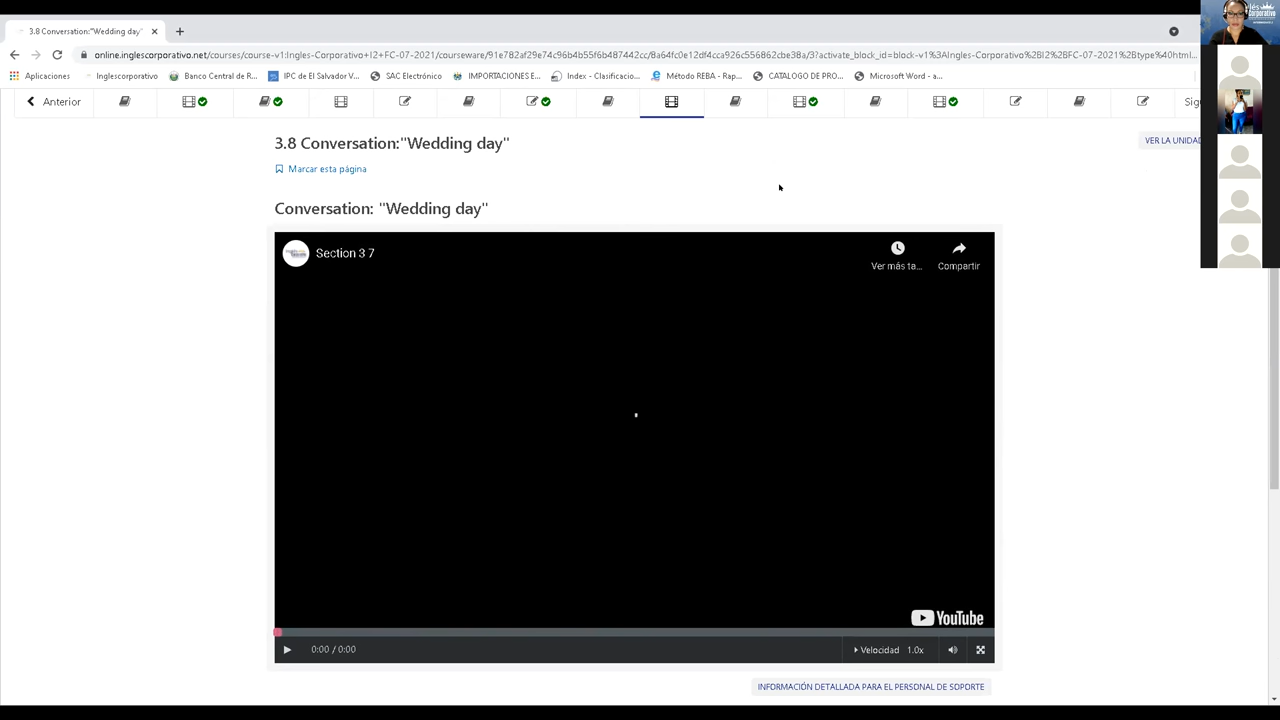 3.8 Conversation:"Wedding day"
online.inglescorporativo.net/courses/course-v1:Ingles-Corporativo+I2+FC-07-2021/courseware/91e782af29e74c96b4b55f6b487442cc/8a64fc0e12df4cca926c556862cbe38a/3?activate_block_id=block-v1%3AIngles-Corporativo%2BI2%2BFC-07-2021%2Btype%40html...
Aplicaciones Inglescorporativo Banco Central de R... IPC de El Salvador V... SAC Electrónico IMPORTACIONES E... Index - Clasificacio... Método REBA - Rap... CATALOGO DE PRO... Microsoft Word - a...
Anterior
3.8 Conversation:"Wedding day"
VER LA UNIDAD
Marcar esta página
Conversation: "Wedding day"
Section 3 7
Ver más ta... Compartir
YouTube
0:00 / 0:00 Velocidad 1.0x
INFORMACIÓN DETALLADA PARA EL PERSONAL DE SOPORTE